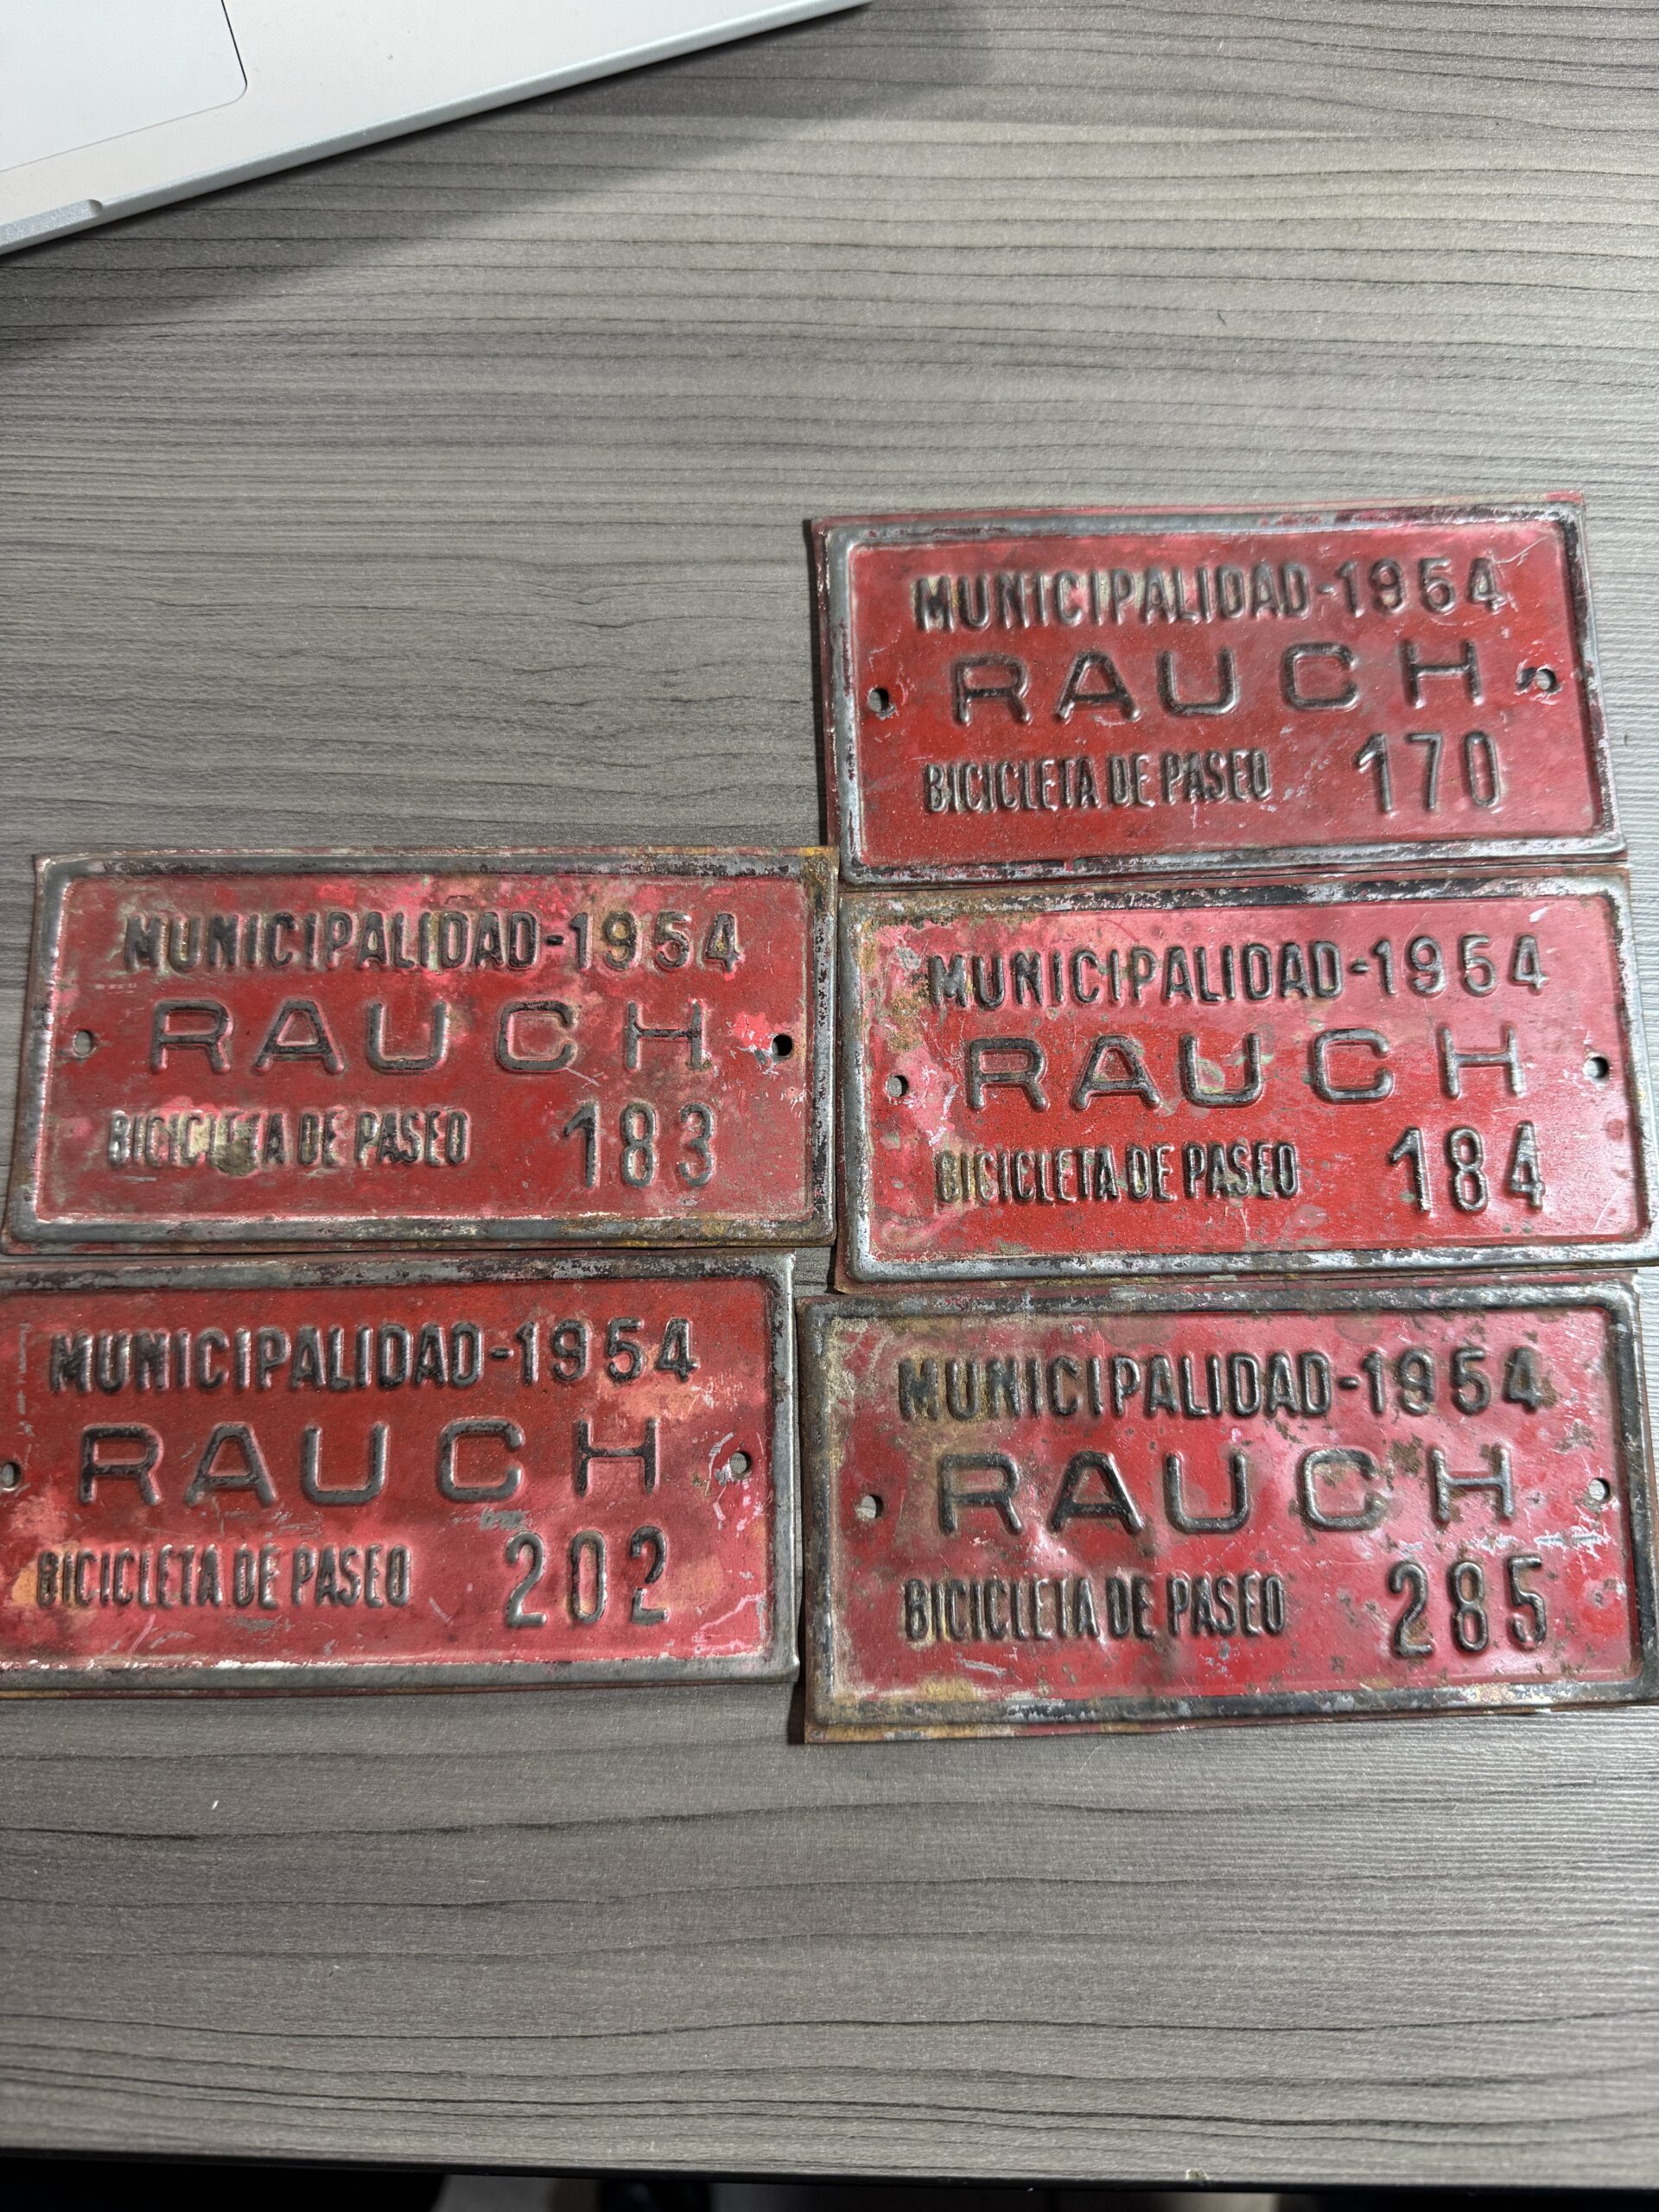 MUNICIPALIDAD-1954
RAUCH
BICICLETA DE PASEO 170
MUNICIPALIDAD-1954
RAUCH
BICICLETA DE PASEO 183
MUNICIPALIDAD-1954
RAUCH
BICICLETA DE PASEO 184
MUNICIPALIDAD-1954
RAUCH
BICICLETA DE PASEO 202
MUNICIPALIDAD-1954
RAUCH
BICICLETA DE PASEO 285